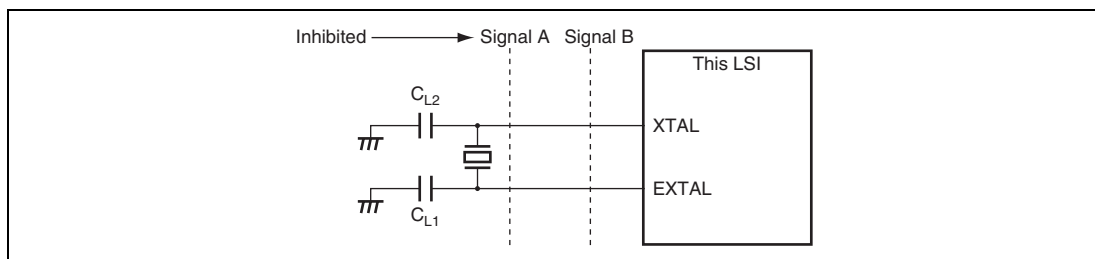 Inhibited Signal A Signal B
This LSI
CL2
XTAL
EXTAL
CL1